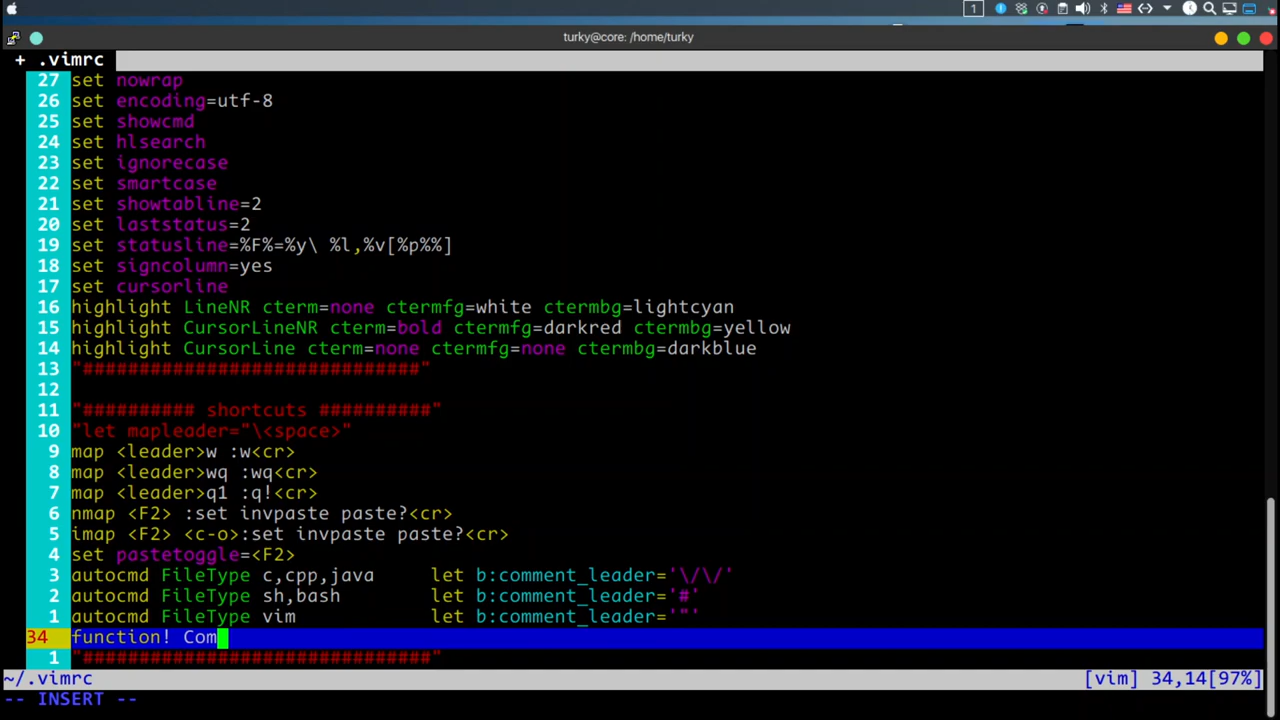 1
turky@core: /home/turky
+ .vimrc
27 set nowrap
26 set encoding=utf-8
25 set showcmd
24 set hlsearch
23 set ignorecase
22 set smartcase
21 set showtabline=2
20 set laststatus=2
19 set statusline=%F%=%y\ %l,%v[%p%%]
18 set signcolumn=yes
17 set cursorline
16 highlight LineNR cterm=none ctermfg=white ctermbg=lightcyan
15 highlight CursorLineNR cterm=bold ctermfg=darkred ctermbg=yellow
14 highlight CursorLine cterm=none ctermfg=none ctermbg=darkblue
13 "##############################"
12
11 "########## shortcuts ##########"
10 "let mapleader="\<space>"
9 map <leader>w :w<cr>
8 map <leader>wq :wq<cr>
7 map <leader>q1 :q!<cr>
6 nmap <F2> :set invpaste paste?<cr>
5 imap <F2> <c-o>:set invpaste paste?<cr>
4 set pastetoggle=<F2>
3 autocmd FileType c,cpp,java     let b:comment_leader='\/\/'
2 autocmd FileType sh,bash        let b:comment_leader='#'
1 autocmd FileType vim            let b:comment_leader='"'
34 function! Com
1 "###############################"
~/.vimrc [vim] 34,14[97%]
-- INSERT --